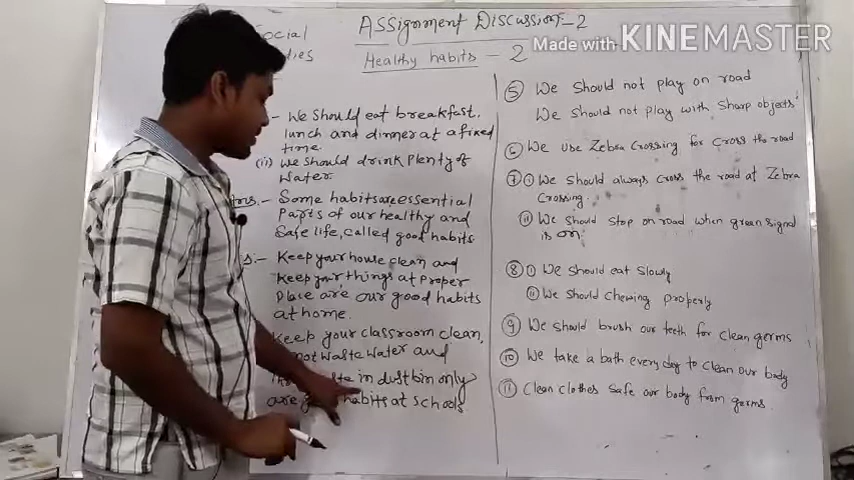 Social
ASSignment Discussion-2
Made with KINEMASTER
Healthy habits - 2
- We Should eat breakfast,
lunch and dinner at a fixed
time.
(ii) We should drink Plenty of
Water.
Ans. - Some habits are essential
Parts of our healthy and
Safe life, called good habits.
s:- Keep your house clean and
Keep your things at proper
place are our good habits
at home.
Keep your classroom clean,
not waste water and
in dustbin only
are habits at schools
⑤ We should not play on road
We should not play with Sharp objects.
⑥ We use Zebra Crossing for cross the road
⑦ ⓘ We should always cross the road at Zebra
Crossing.
ⓘⓘ We should stop on road when green signal
is on.
⑧ ⓘ We should eat slowly
ⓘⓘ We should chewing properly
⑨ We should brush our teeth for clean germs
⑩ We take a bath every day to clean our body
⑪ Clean clothes safe our body from germs.